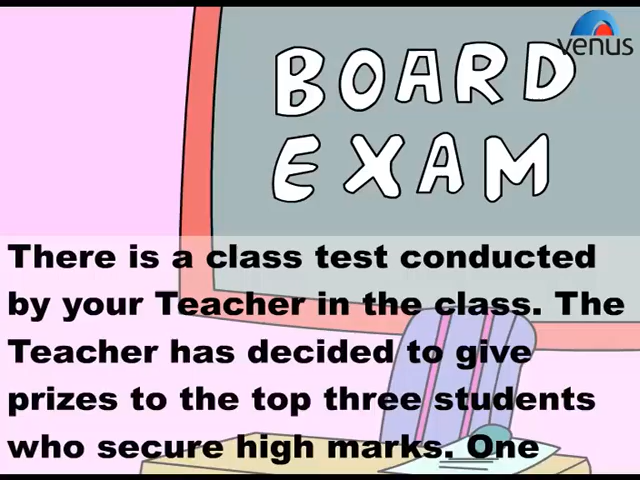 venus
BOARD
EXAM
There is a class test conducted
by your Teacher in the class. The
Teacher has decided to give
prizes to the top three students
who secure high marks. One